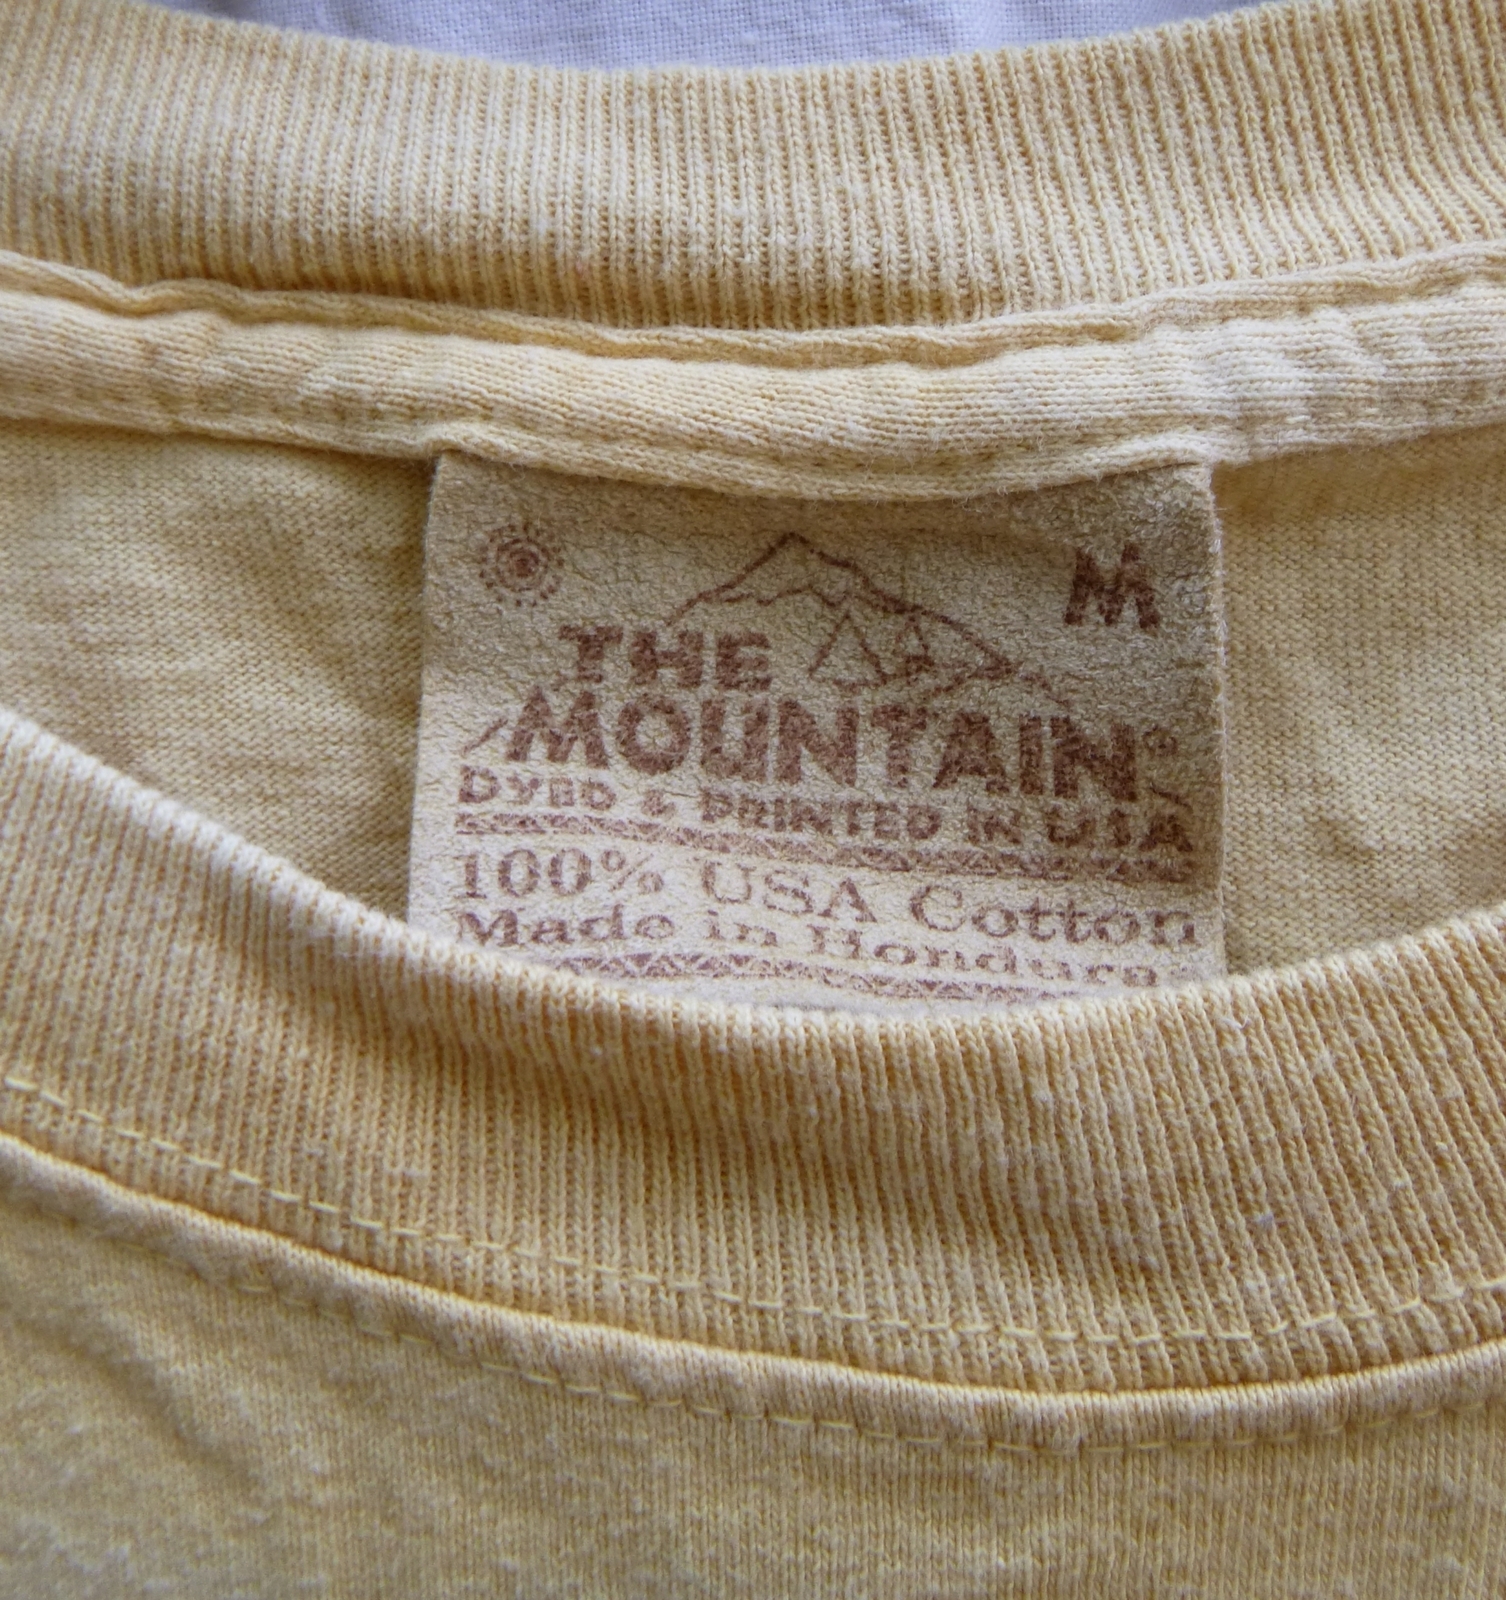 M
THE
MOUNTAIN®
DYED & PRINTED IN USA
100% USA Cotton
Made in Honduras